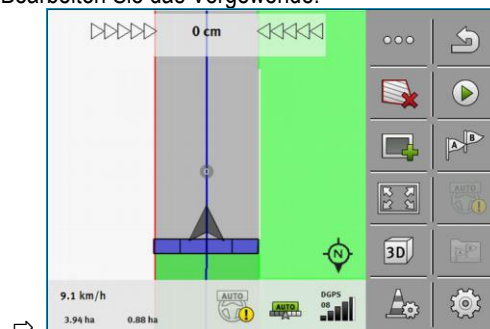 Bearbeiten Sie das Vorgewende.
0 cm
A B
AUTO
N
3D
9.1 km/h
AUTO
AUTO
DGPS
08
3.94 ha
0.88 ha